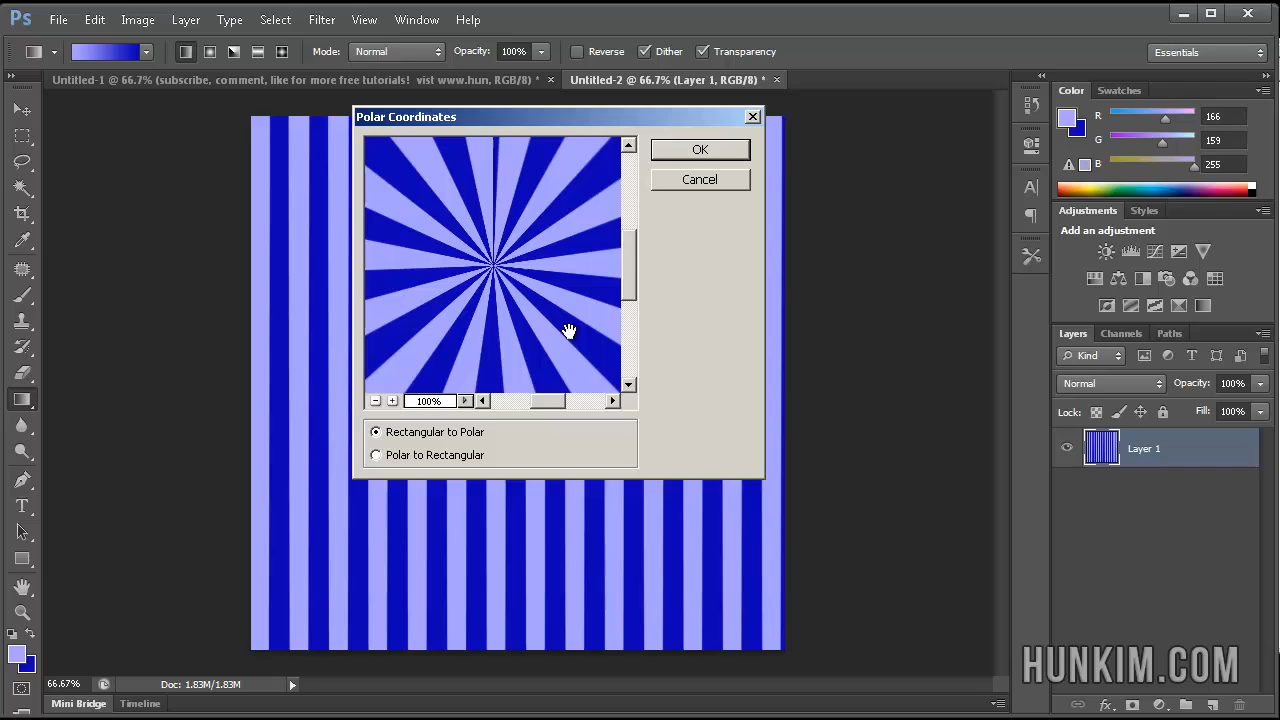 Ps File Edit Image Layer Type Select Filter View Window Help
Mode: Normal Opacity: 100% Reverse Dither Transparency Essentials
Untitled-1 @ 66.7% (subscribe, comment, like for more free tutorials! vist www.hun, RGB/8) * Untitled-2 @ 66.7% (Layer 1, RGB/8) *
Polar Coordinates
OK
Cancel
100%
Rectangular to Polar
Polar to Rectangular
Color Swatches
R 166
G 159
B 255
Adjustments Styles
Add an adjustment
Layers Channels Paths
Kind
Normal Opacity: 100%
Lock: Fill: 100%
Layer 1
HUNKIM.COM
66.67% Doc: 1.83M/1.83M
Mini Bridge Timeline